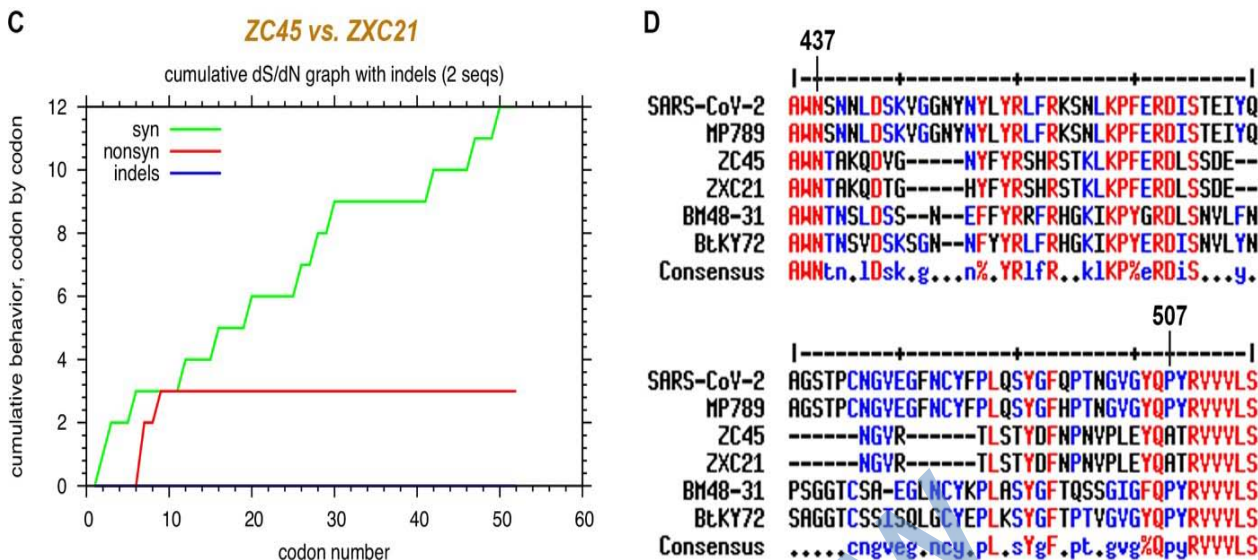 C
ZC45 vs. ZXC21
cumulative dS/dN graph with indels (2 seqs)
cumulative behavior, codon by codon
12
10
8
6
4
2
0
syn
nonsyn
indels
0 10 20 30 40 50 60
codon number
D
437
|--------+---------+---------+---------|
SARS-CoV-2 AWNSNNLDSKVGGNYNYLYRLFRKSNLKPFERDISTEIYQ
MP789 AWNSNNLDSKVGGNYNYLYRLFRKSNLKPFERDISTEIYQ
ZC45 AWNTAKQDVG-----NYFYRSHRSTKLKPFERDLSSDE--
ZXC21 AWNTAKQDTG-----HYFYRSHRSTKLKPFERDLSSDE--
BM48-31 AWNTNSLDSS--N--EFFYRRFRHGKIKPYGRDLSNVLFN
BtKY72 AWNTNSVDSKSGN--NFYYRLFRHGKIKPYERDISNVLYN
Consensus AWNtn.lDsk.g...n%.YRlfR..klKP%eRDiS...y.
507
|--------+---------+---------+---------|
SARS-CoV-2 AGSTPCNGVEGFNCYFPLQSYGFQPTNGVGYQPYRVVVLS
MP789 AGSTPCNGVEGFNCYFPLQSYGFHPTNGVGYQPYRVVVLS
ZC45 ------NGVR------TLSTYDFNPNVPLEYQATRVVVLS
ZXC21 ------NGVR------TLSTYDFNPNVPLEYQATRVVVLS
BM48-31 PSGGTCSA-EGLNCYKPLASYGFTQSSGIGFQPYRVVVLS
BtKY72 SAGGTCSSISQLGCYEPLKSYGFTPTVGVGYQPYRVVVLS
Consensus .....cngveg.ncy.pL.sYgF.pt.gvg%QpyRVVVLS